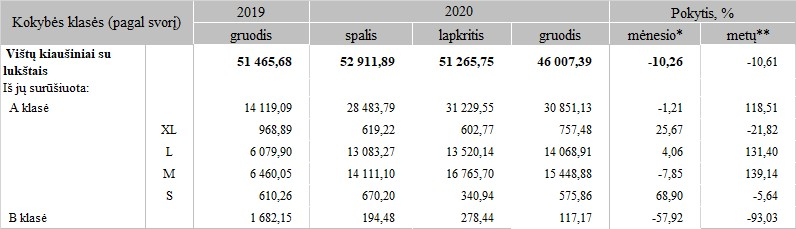 Kokybės klasės (pagal svorį) 2019 2020 Pokytis, %
gruodis spalis lapkritis gruodis mėnesio* metų**
Vištų kiaušiniai su
lukštais 51 465,68 52 911,89 51 265,75 46 007,39 -10,26 -10,61
Iš jų surūšiuota:
A klasė 14 119,09 28 483,79 31 229,55 30 851,13 -1,21 118,51
XL 968,89 619,22 602,77 757,48 25,67 -21,82
L 6 079,90 13 083,27 13 520,14 14 068,91 4,06 131,40
M 6 460,05 14 111,10 16 765,70 15 448,88 -7,85 139,14
S 610,26 670,20 340,94 575,86 68,90 -5,64
B klasė 1 682,15 194,48 278,44 117,17 -57,92 -93,03